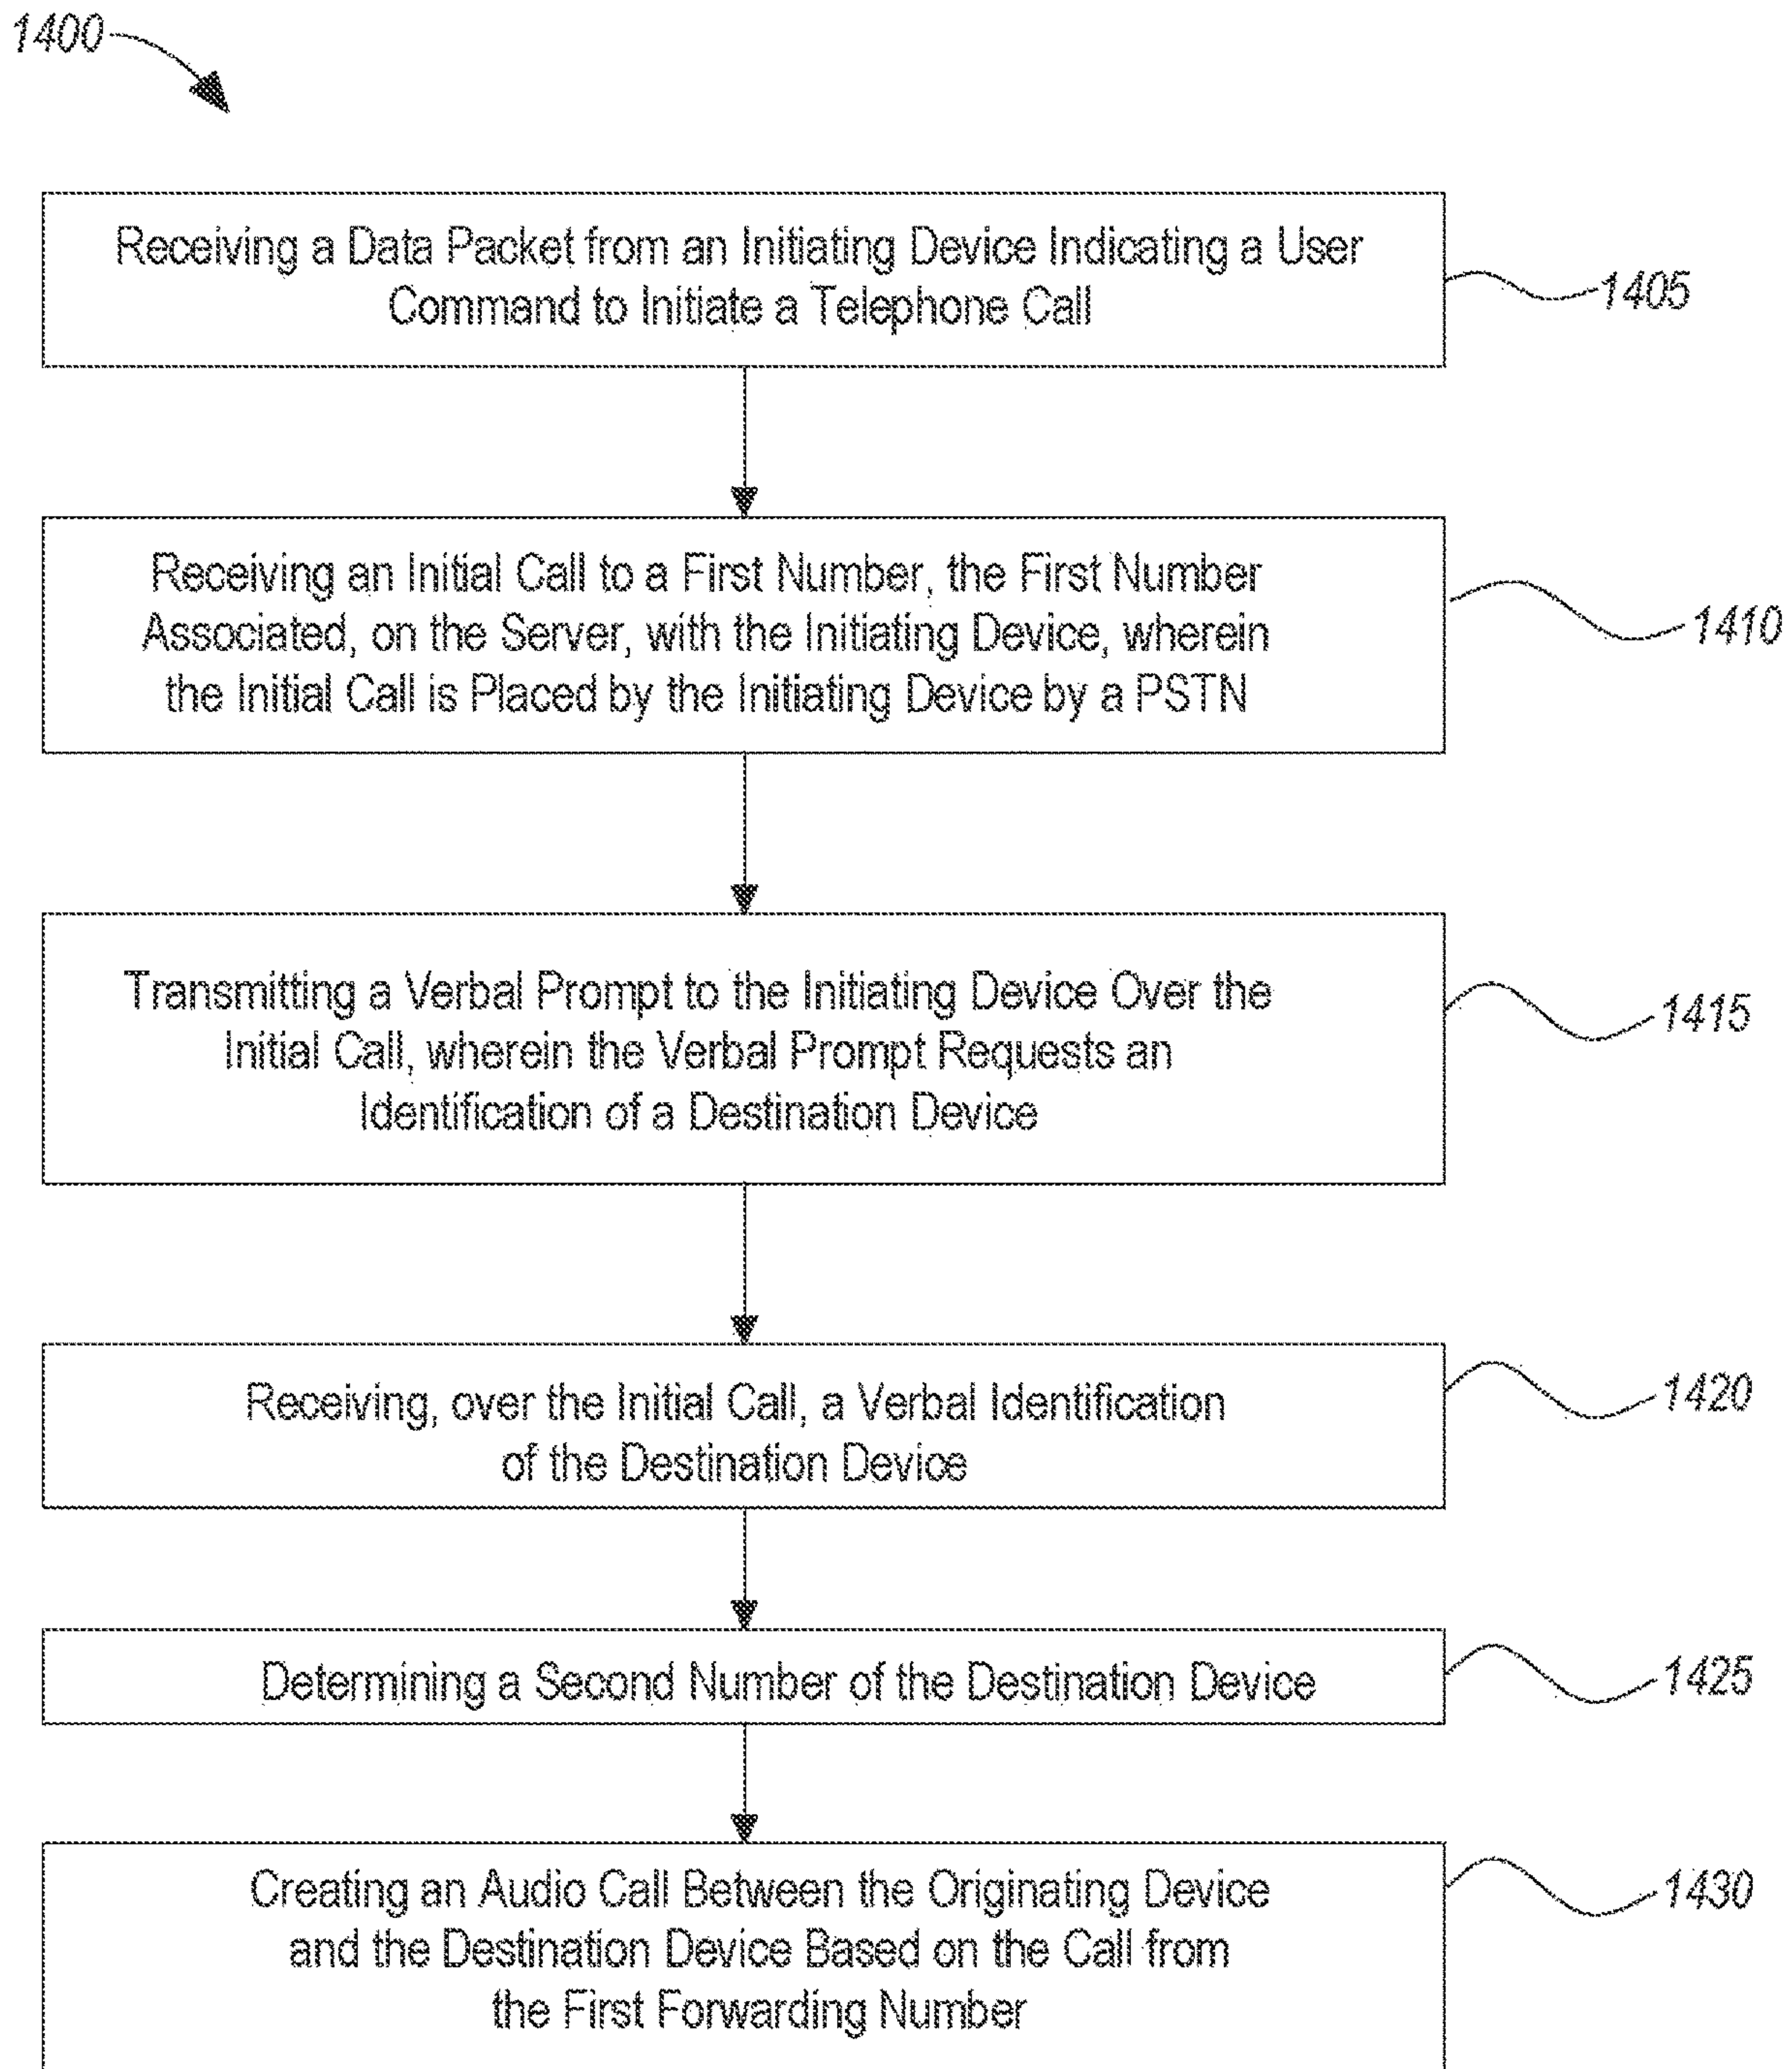 1400
Receiving a Data Packet from an Initiating Device Indicating a User
Command to Initiate a Telephone Call
1405
Receiving an Initial Call to a First Number, the First Number
Associated, on the Server, with the Initiating Device, wherein
the Initial Call is Placed by the Initiating Device by a PSTN
1410
Transmitting a Verbal Prompt to the Initiating Device Over the
Initial Call, wherein the Verbal Prompt Requests an
Identification of a Destination Device
1415
Receiving, over the Initial Call, a Verbal Identification
of the Destination Device
1420
Determining a Second Number of the Destination Device
1425
Creating an Audio Call Between the Originating Device
and the Destination Device Based on the Call from
the First Forwarding Number
1430